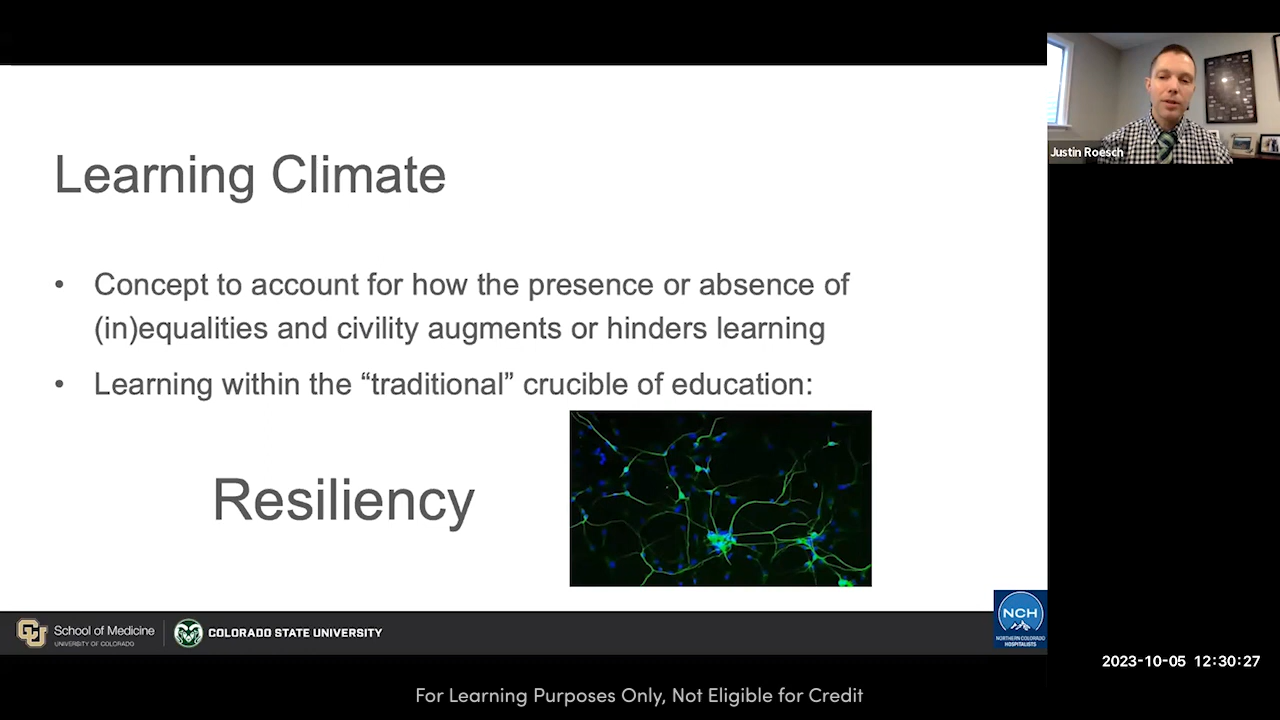 Learning Climate
• Concept to account for how the presence or absence of
(in)equalities and civility augments or hinders learning
• Learning within the “traditional” crucible of education:
Resiliency
Justin Roesch
CU
School of Medicine
UNIVERSITY OF COLORADO
COLORADO STATE UNIVERSITY
NCH
NORTHERN COLORADO
HOSPITALISTS
2023-10-05 12:30:27
For Learning Purposes Only, Not Eligible for Credit